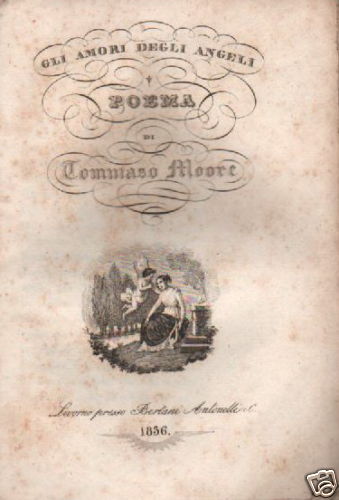 GLI AMORI DEGLI ANGELI
POEMA
DI
Tommaso Moore
Livorno presso Bertani Antonelli e C.
1836.